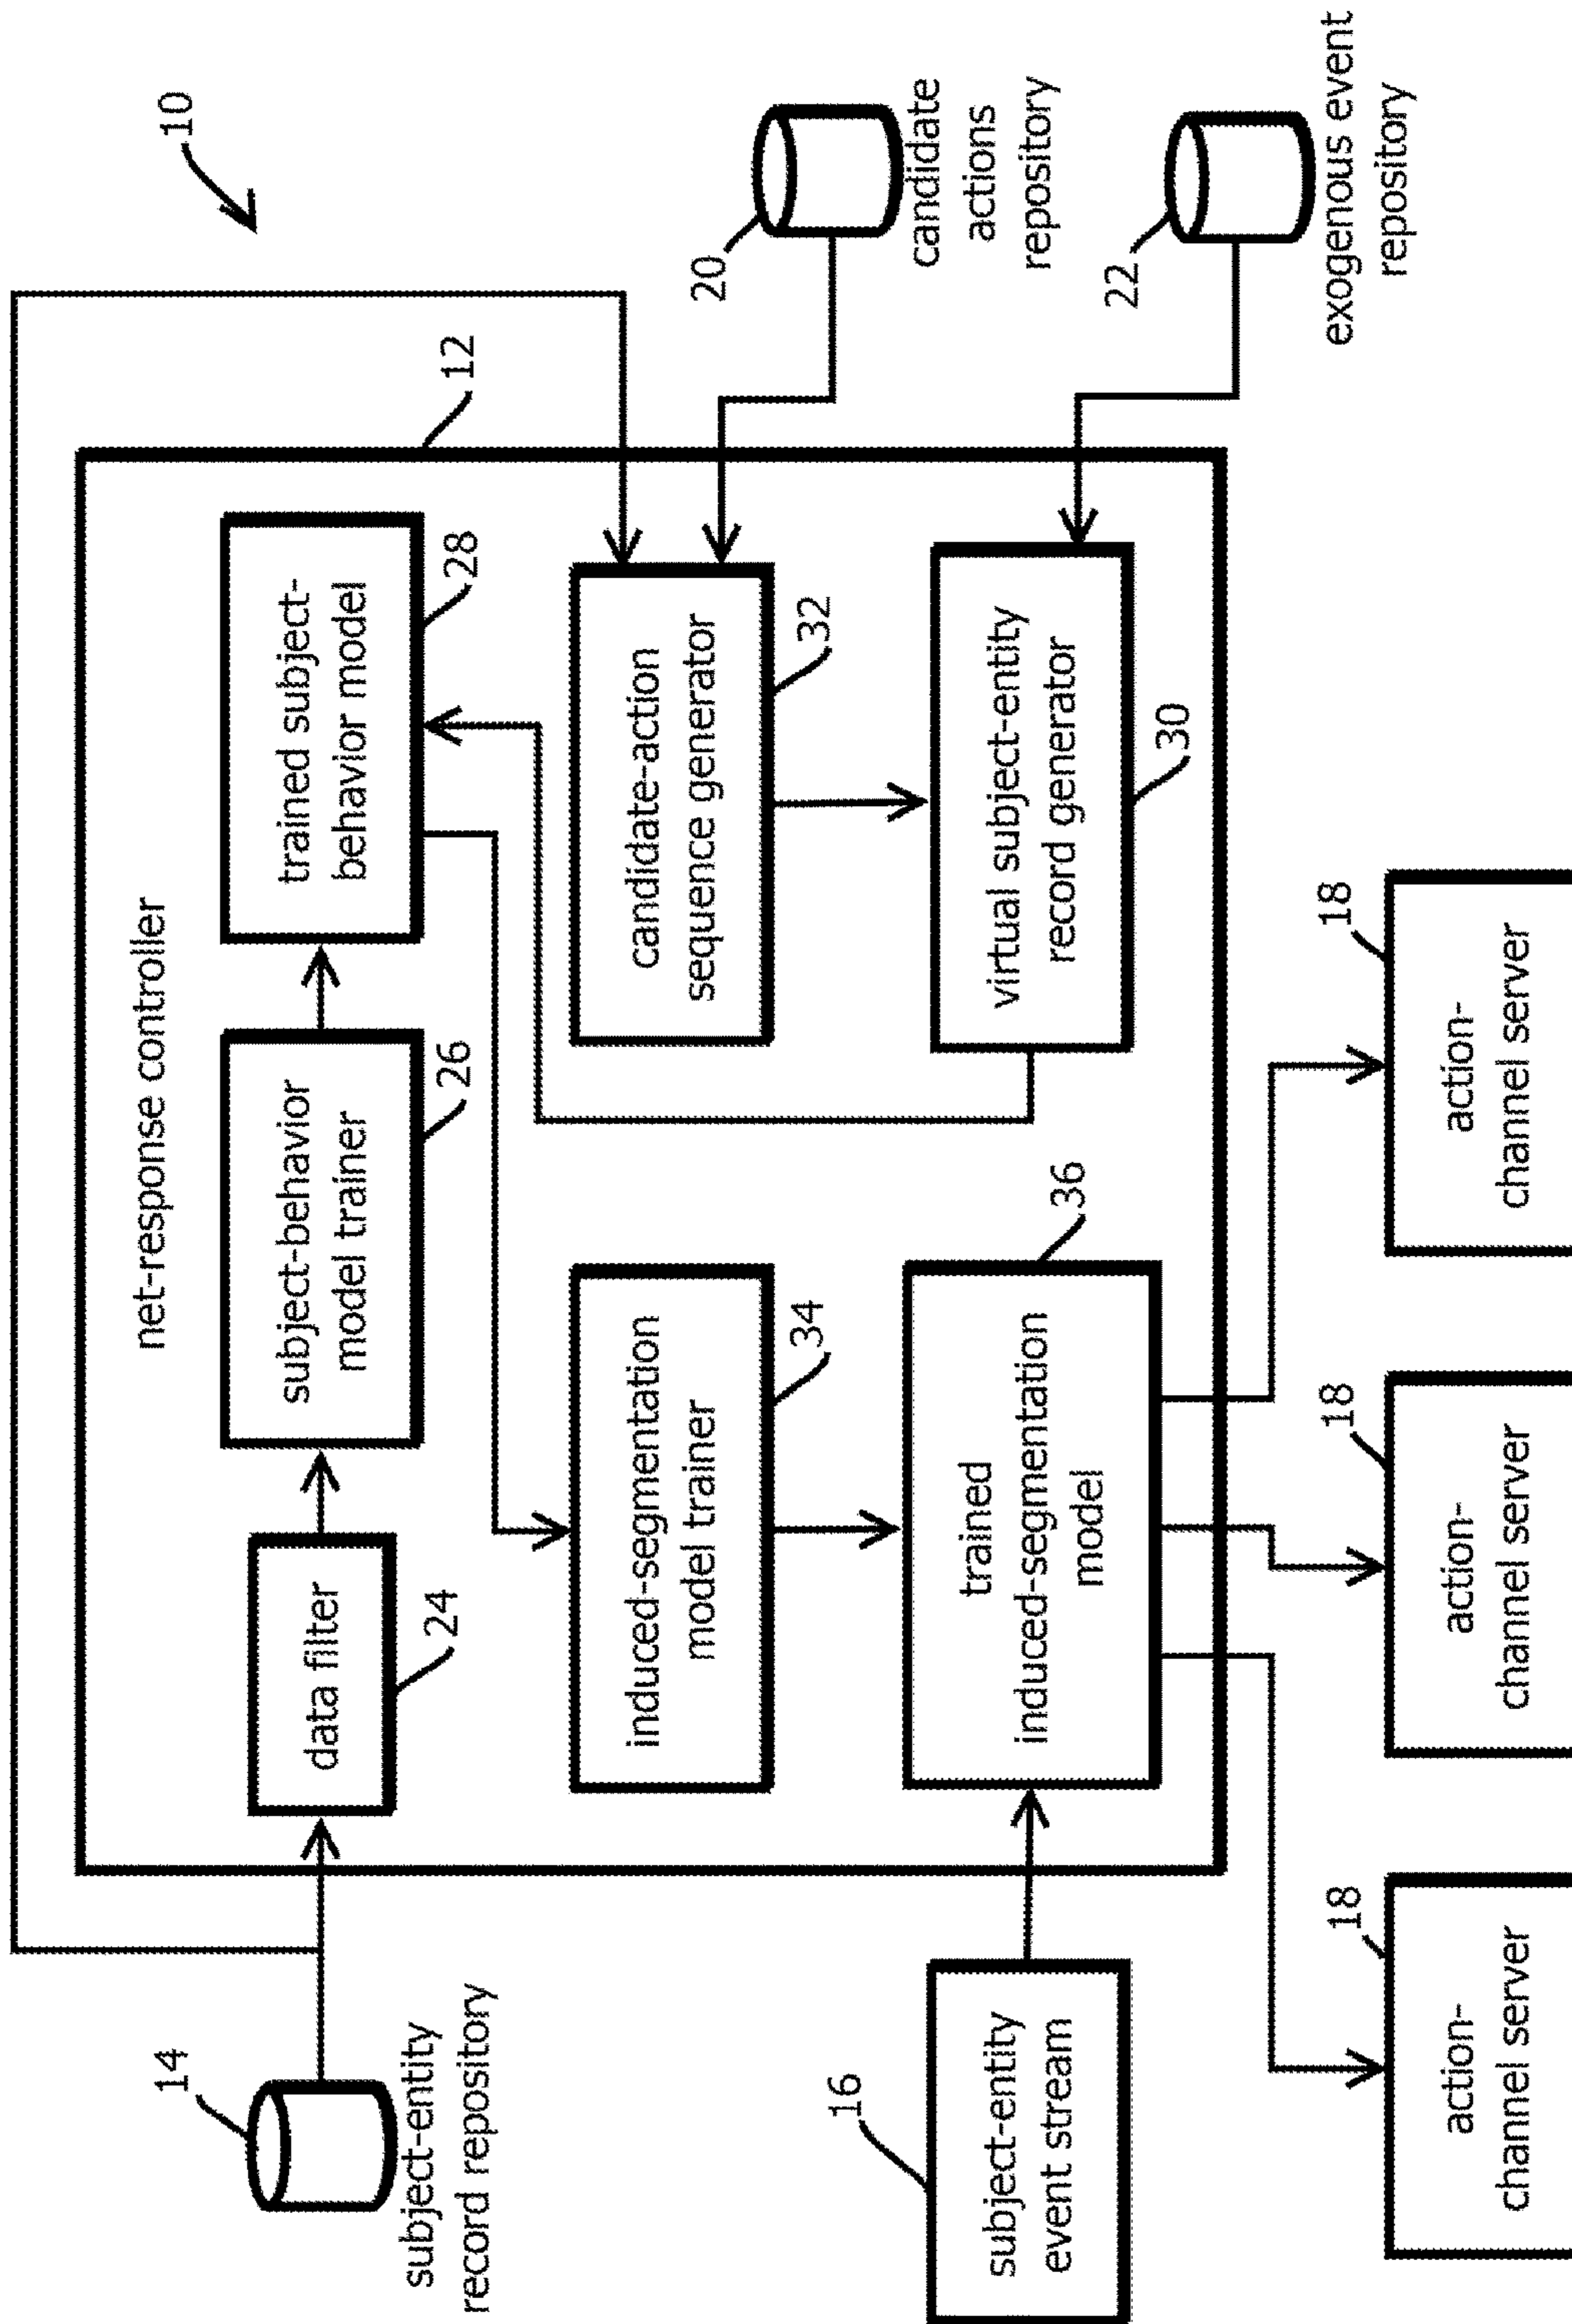 10
net-response controller
12
14
subject-entity
record repository
data filter
24
subject-behavior
model trainer
26
trained subject-
behavior model
28
induced-segmentation
model trainer
34
candidate-action
sequence generator
32
20
candidate
actions
repository
16
subject-entity
event stream
trained
induced-segmentation
model
36
virtual subject-entity
record generator
30
22
exogenous event
repository
18
action-
channel server
18
action-
channel server
18
action-
channel server